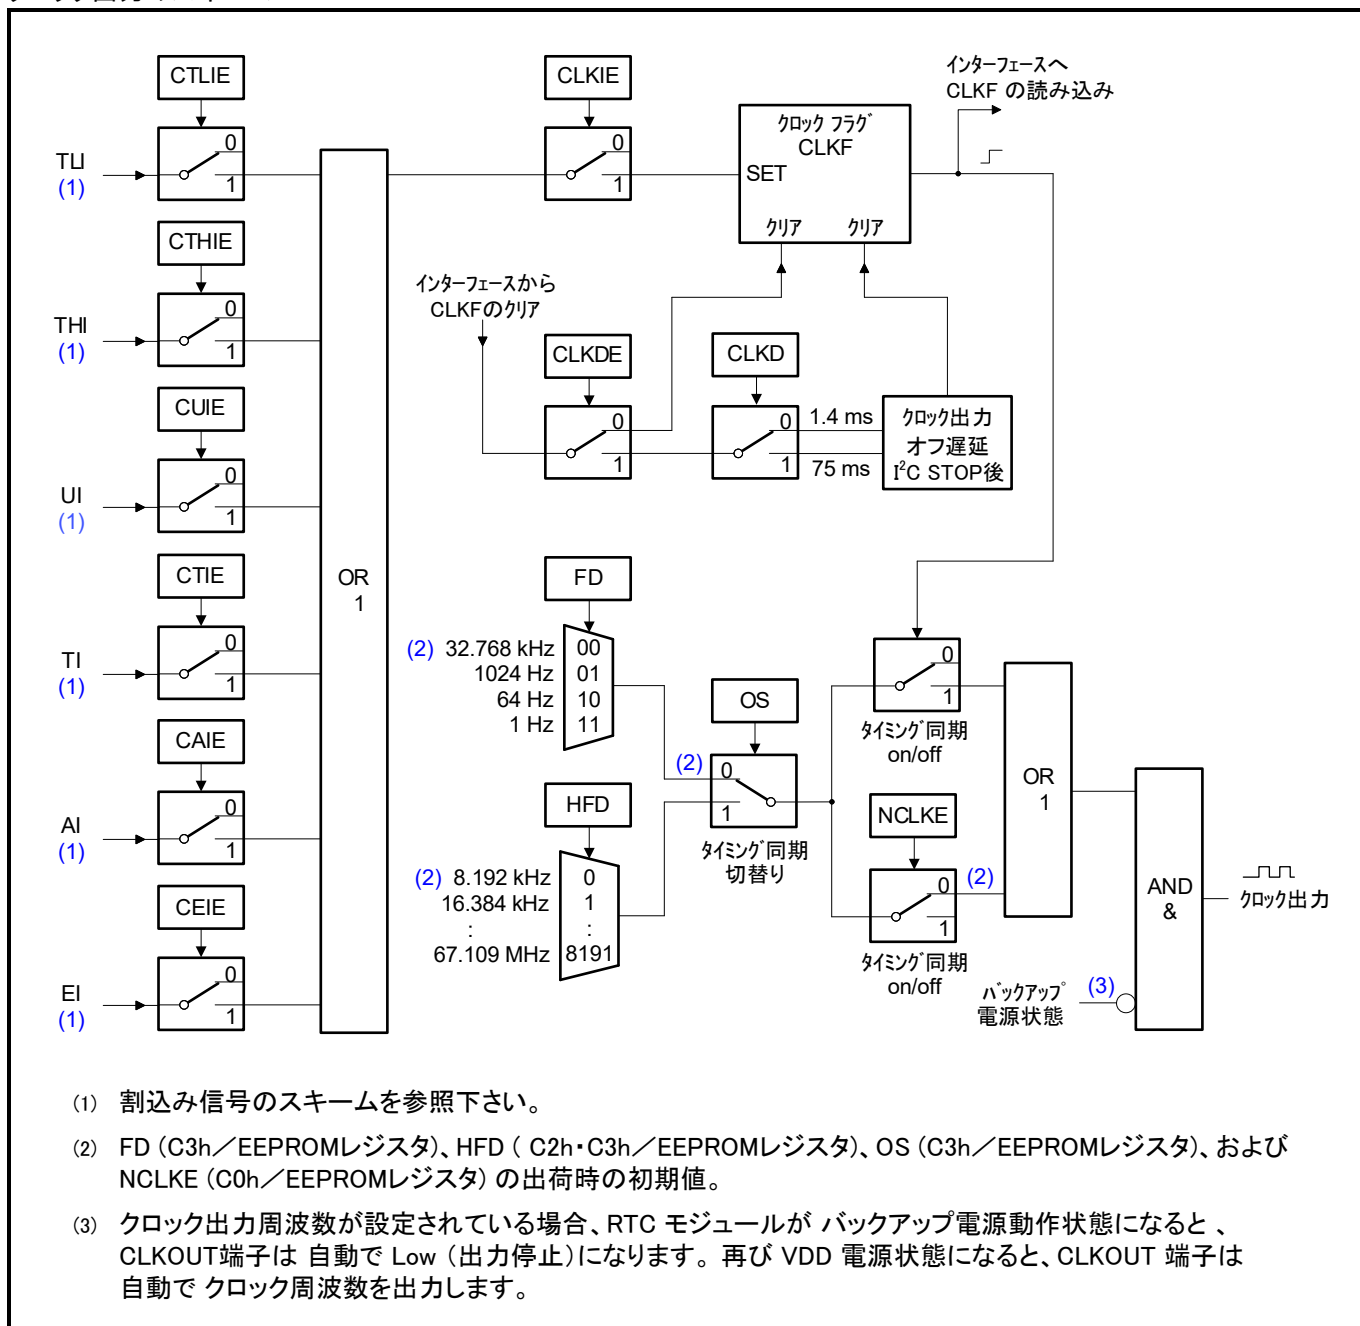 CTLIE
CLKIE
インターフェースへ
CLKF の読み込み
0
1
TLI
(1)
0
1
クロック フラグ
CLKF
SET
クリア クリア
CTHIE
0
1
THI
(1)
インターフェースから
CLKFのクリア
CLKDE
CLKD
0
1
0
1
1.4 ms
75 ms
クロック出力
オフ遅延
I²C STOP後
CUIE
0
1
UI
(1)
CTIE
0
1
TI
(1)
OR
1
FD
(2) 32.768 kHz 00
1024 Hz 01
64 Hz 10
1 Hz 11
OS
(2)
0
1
タイミング同期
切替り
0
1
タイミング同期
on/off
CAIE
0
1
AI
(1)
HFD
(2) 8.192 kHz 0
16.384 kHz 1
: :
67.109 MHz 8191
NCLKE
0
1
(2)
タイミング同期
on/off
OR
1
AND
&
クロック出力
CEIE
0
1
EI
(1)
バックアップ
電源状態
(3)
(1) 割込み信号のスキームを参照下さい。
(2) FD (C3h／EEPROMレジスタ)、HFD ( C2h・C3h／EEPROMレジスタ)、OS (C3h／EEPROMレジスタ)、および
NCLKE (C0h／EEPROMレジスタ) の出荷時の初期値。
(3) クロック出力周波数が設定されている場合、RTC モジュールが バックアップ電源動作状態になると 、
CLKOUT端子は 自動で Low （出力停止）になります。 再び VDD 電源状態になると、CLKOUT 端子は
自動で クロック周波数を出力します。